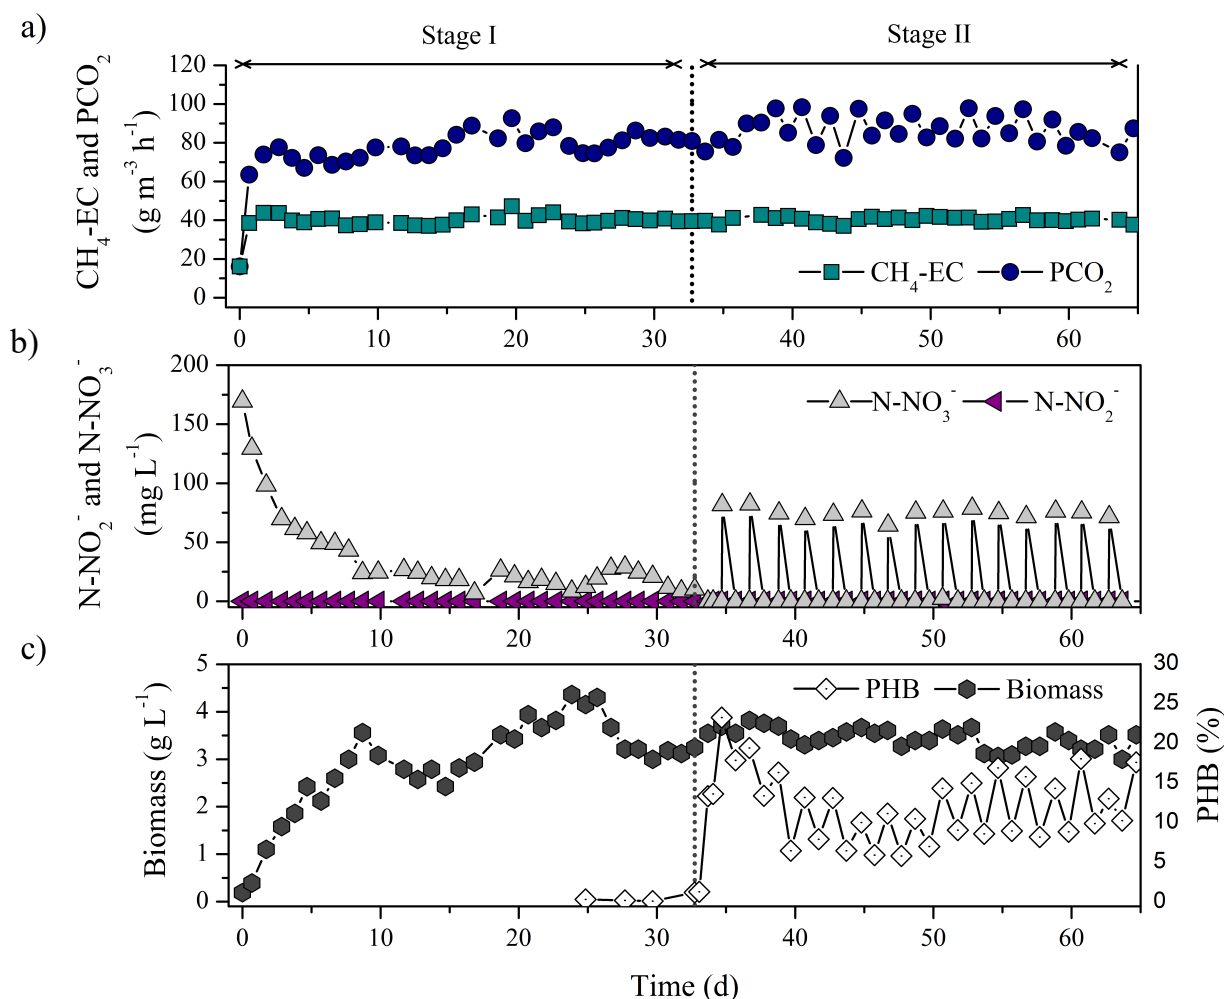 a)
Stage I
Stage II
CH₄-EC and PCO₂
(g m⁻³ h⁻¹)
120
100
80
60
40
20
0
CH₄-EC
PCO₂
0
10
20
30
40
50
60
b)
N-NO₂⁻ and N-NO₃⁻
(mg L⁻¹)
200
150
100
50
0
N-NO₃⁻
N-NO₂⁻
0
10
20
30
40
50
60
c)
Biomass (g L⁻¹)
5
4
3
2
1
0
PHB
Biomass
30
25
20
15
10
5
0
PHB (%)
0
10
20
30
40
50
60
Time (d)